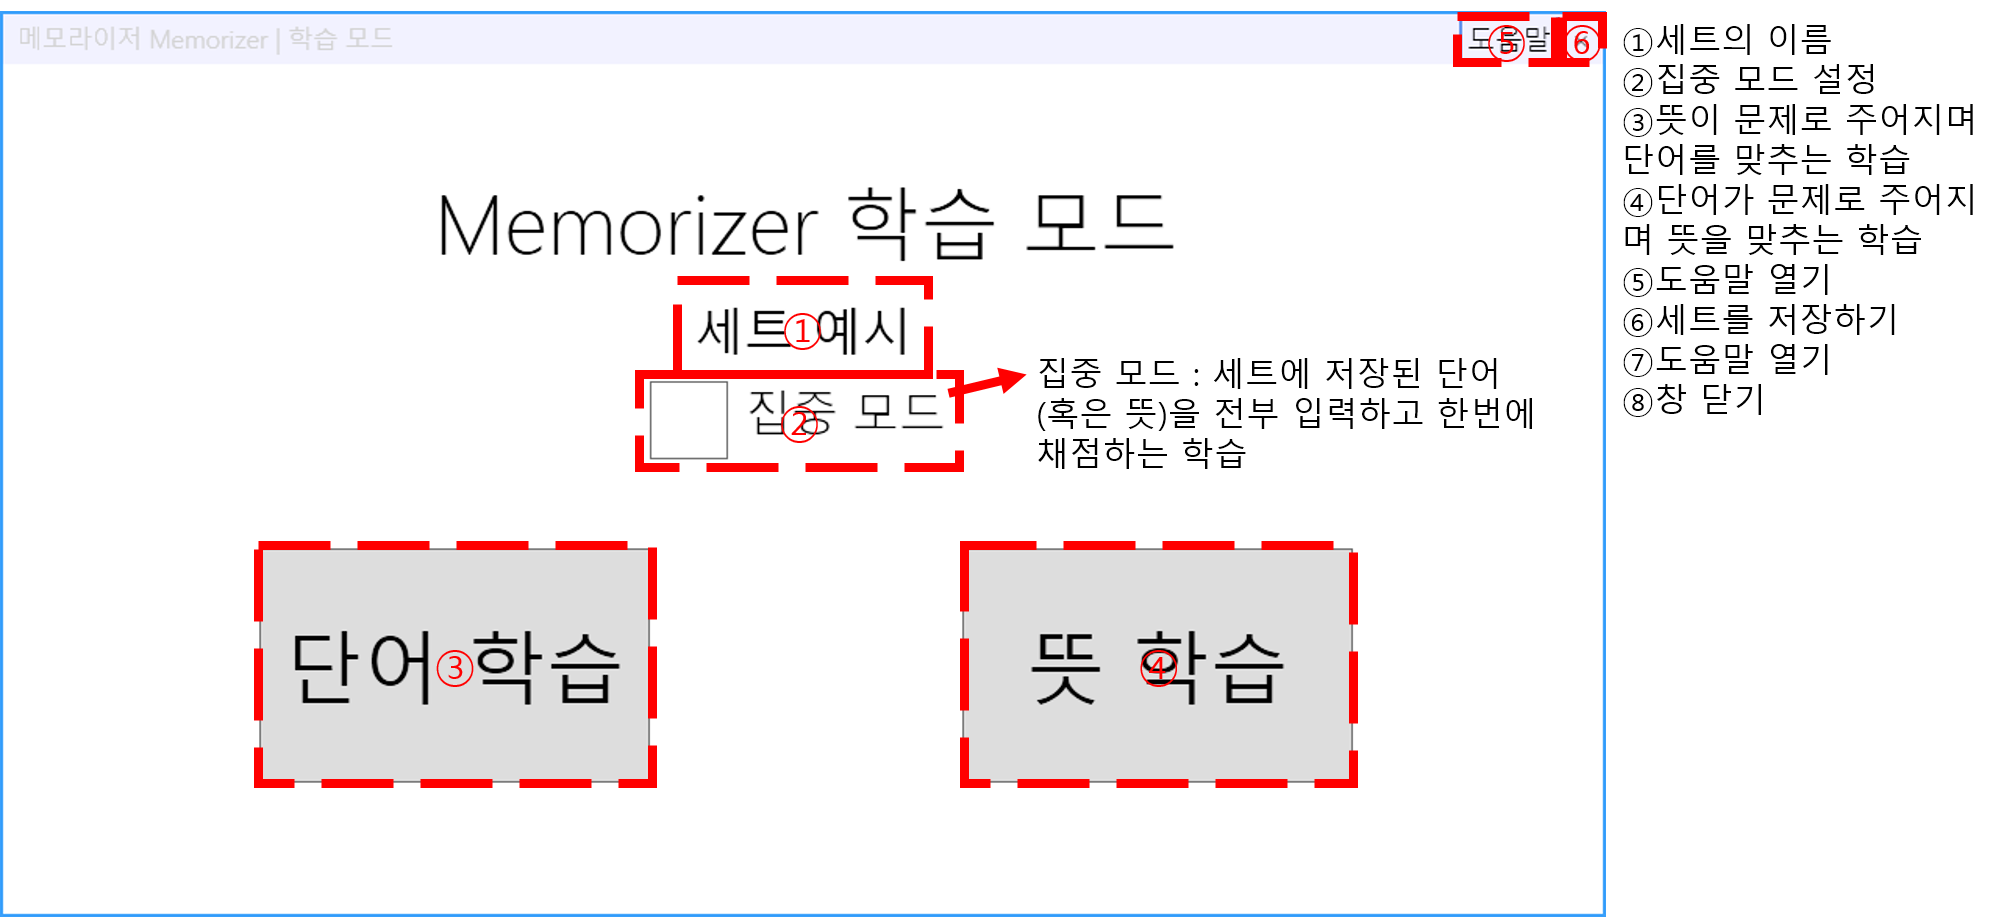 메모라이저 Memorizer | 학습 모드
도움말 ⑤
⑥
Memorizer 학습 모드
세트 ① 예시
집중 모드 ②
집중 모드 : 세트에 저장된 단어
(혹은 뜻)을 전부 입력하고 한번에
채점하는 학습
단어 ③ 학습
뜻 학습 ④
①세트의 이름
②집중 모드 설정
③뜻이 문제로 주어지며
단어를 맞추는 학습
④단어가 문제로 주어지
며 뜻을 맞추는 학습
⑤도움말 열기
⑥세트를 저장하기
⑦도움말 열기
⑧창 닫기